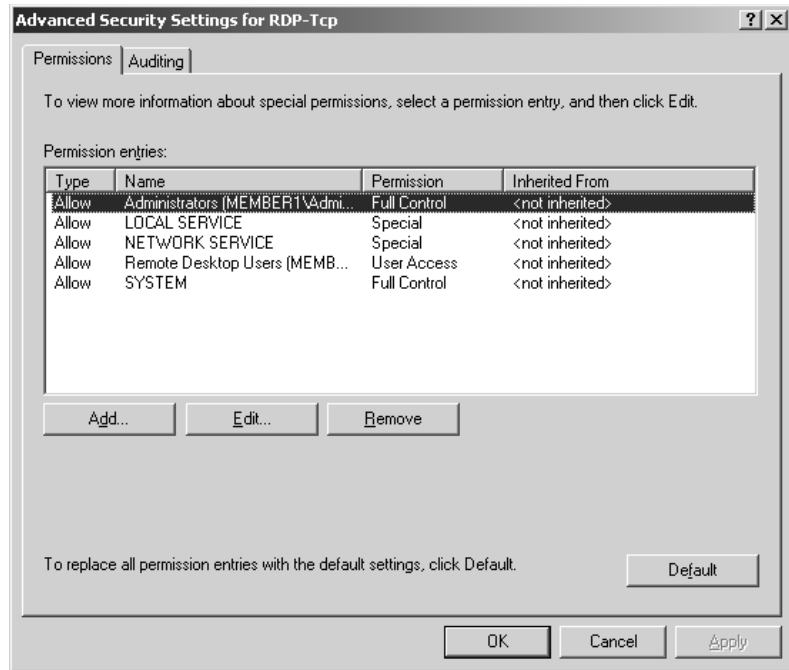 Advanced Security Settings for RDP-Tcp
Permissions Auditing
To view more information about special permissions, select a permission entry, and then click Edit.
Permission entries:
Type Name Permission Inherited From
Allow Administrators (MEMBER1\Admi... Full Control <not inherited>
Allow LOCAL SERVICE Special <not inherited>
Allow NETWORK SERVICE Special <not inherited>
Allow Remote Desktop Users (MEMB... User Access <not inherited>
Allow SYSTEM Full Control <not inherited>
Add... Edit... Remove
To replace all permission entries with the default settings, click Default.
Default
OK Cancel Apply